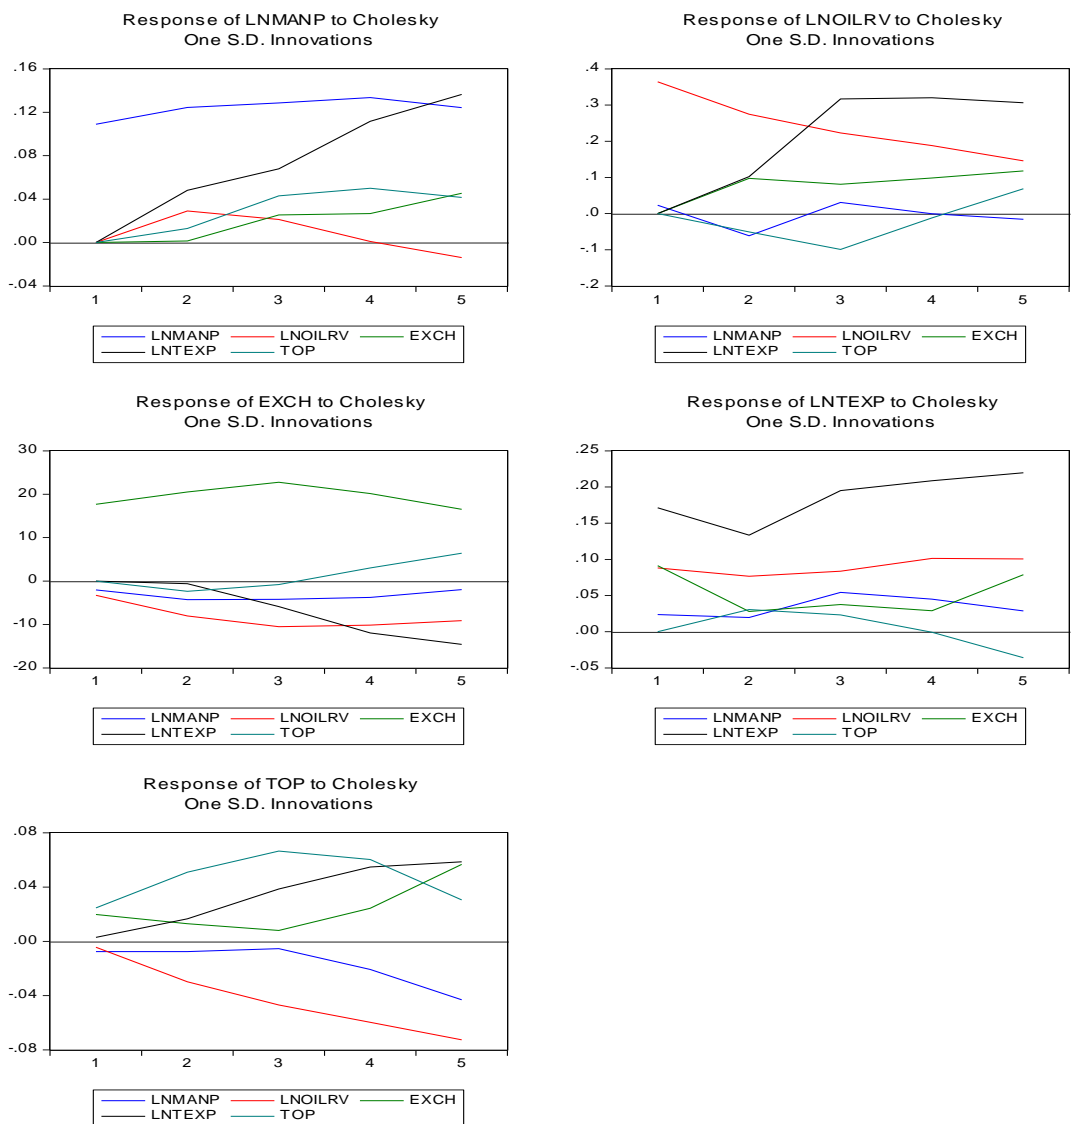 Response of LNMANP to Cholesky
One S.D. Innovations
.16
.12
.08
.04
.00
-.04
1 2 3 4 5
LNMANP LNOILRV EXCH
LNTEXP TOP
Response of LNOILRV to Cholesky
One S.D. Innovations
.4
.3
.2
.1
.0
-.1
-.2
1 2 3 4 5
LNMANP LNOILRV EXCH
LNTEXP TOP
Response of EXCH to Cholesky
One S.D. Innovations
30
20
10
0
-10
-20
1 2 3 4 5
LNMANP LNOILRV EXCH
LNTEXP TOP
Response of LNTEXP to Cholesky
One S.D. Innovations
.25
.20
.15
.10
.05
.00
-.05
1 2 3 4 5
LNMANP LNOILRV EXCH
LNTEXP TOP
Response of TOP to Cholesky
One S.D. Innovations
.08
.04
.00
-.04
-.08
1 2 3 4 5
LNMANP LNOILRV EXCH
LNTEXP TOP